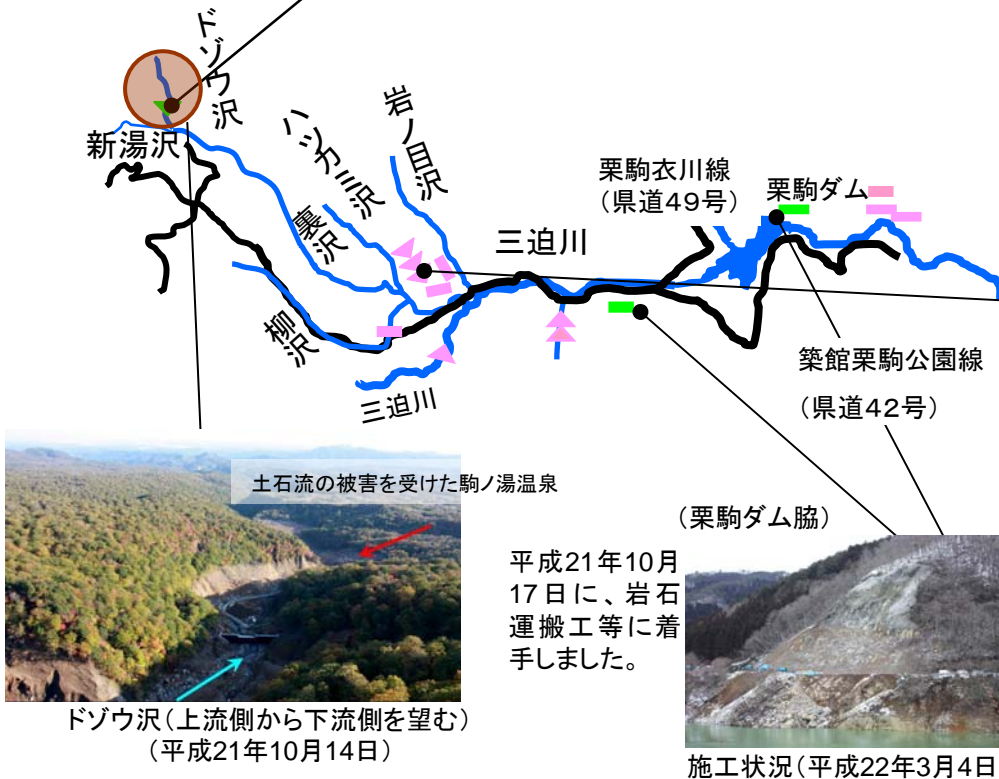 ドゾウ沢
新湯沢
ハツカ三沢
岩ノ目沢
裏沢
柳沢
三迫川
栗駒衣川線
（県道49号）
栗駒ダム
三迫川
築館栗駒公園線
（県道42号）
土石流の被害を受けた駒ノ湯温泉
（栗駒ダム脇）
平成21年10月
17日に、岩石
運搬工等に着
手しました。
ドゾウ沢（上流側から下流側を望む）
（平成21年10月14日）
施工状況（平成22年3月4日